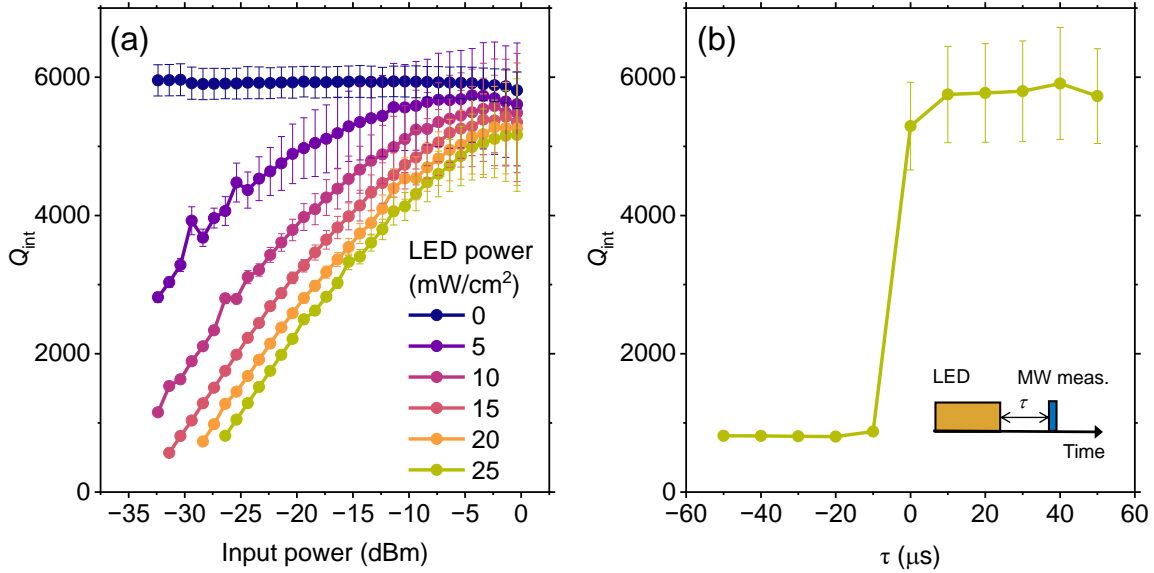 (a)
6000
4000
2000
0
Q_int
−35 −30 −25 −20 −15 −10 −5 0
Input power (dBm)
LED power
(mW/cm²)
0
5
10
15
20
25
(b)
6000
4000
2000
0
Q_int
−60 −40 −20 0 20 40 60
τ (μs)
LED MW meas.
τ
Time